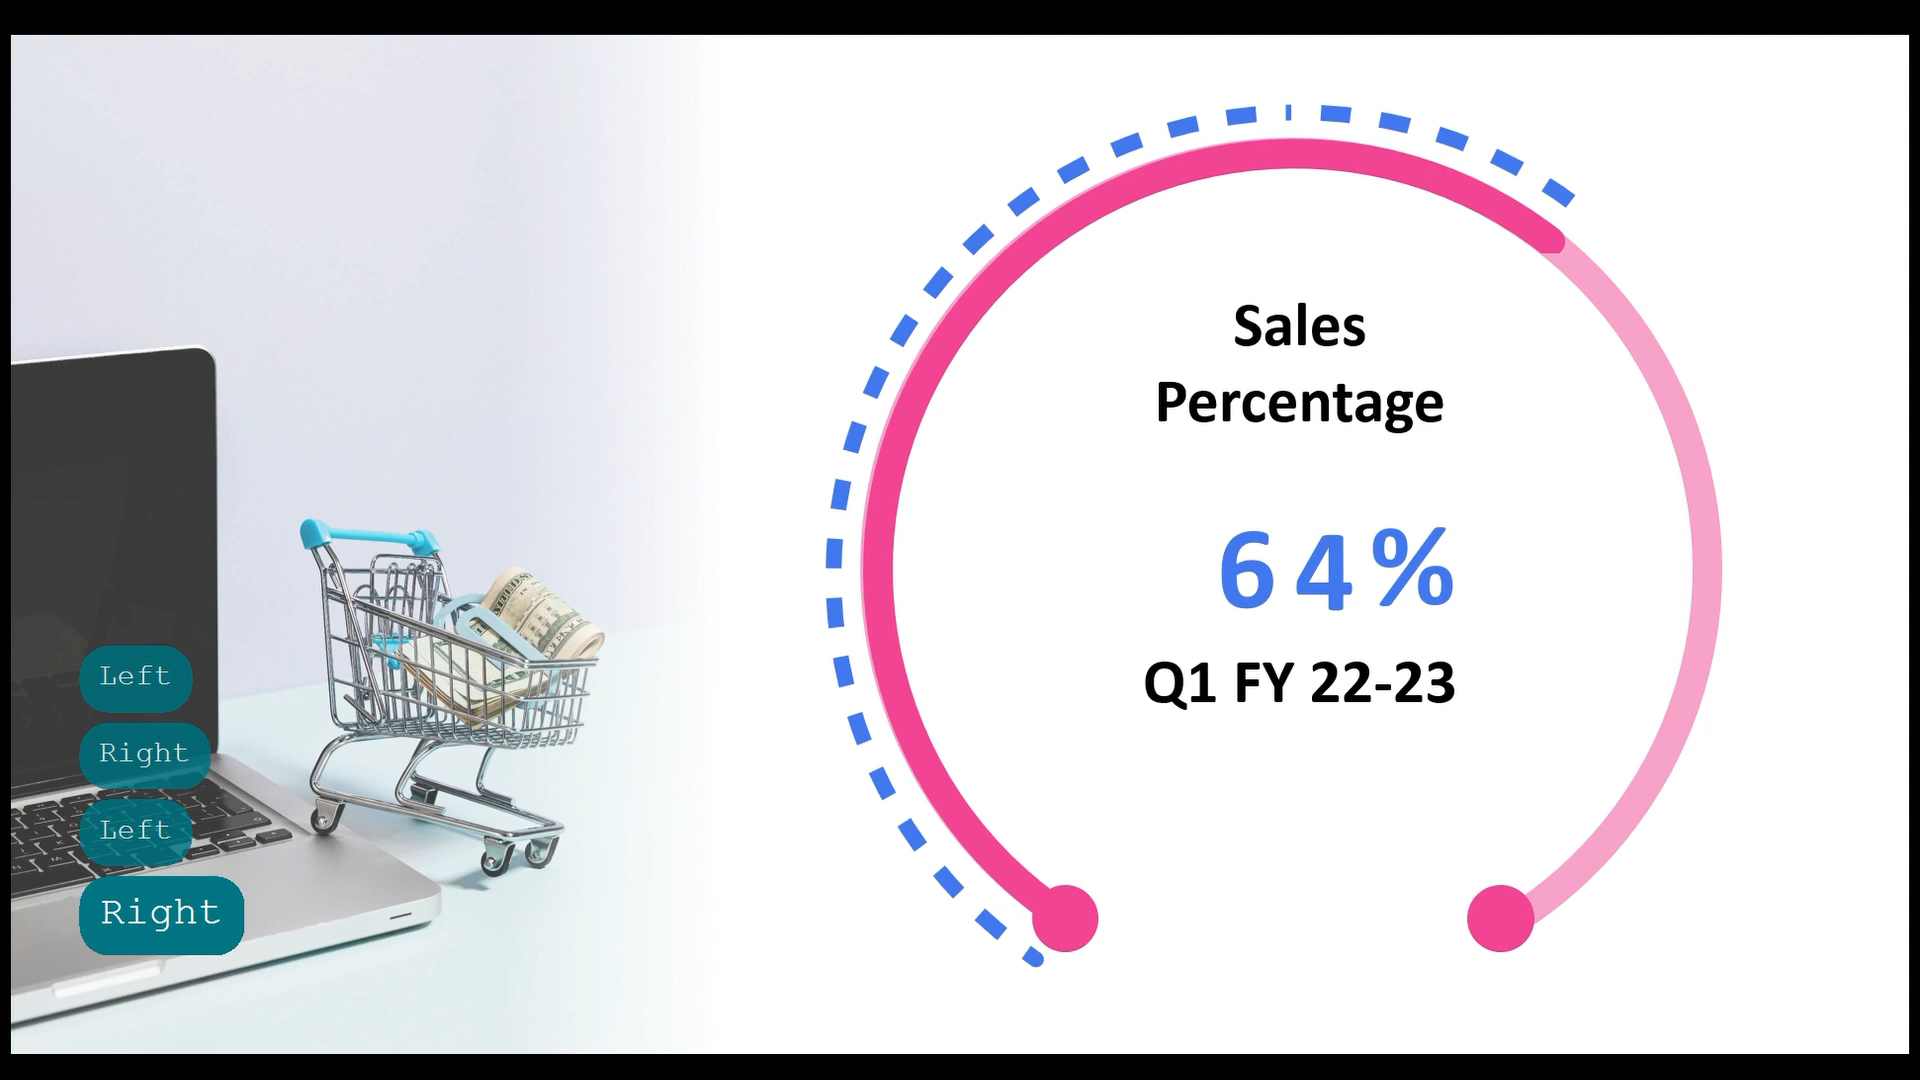 Sales
Percentage
64%
Q1 FY 22-23
Left
Right
Left
Right